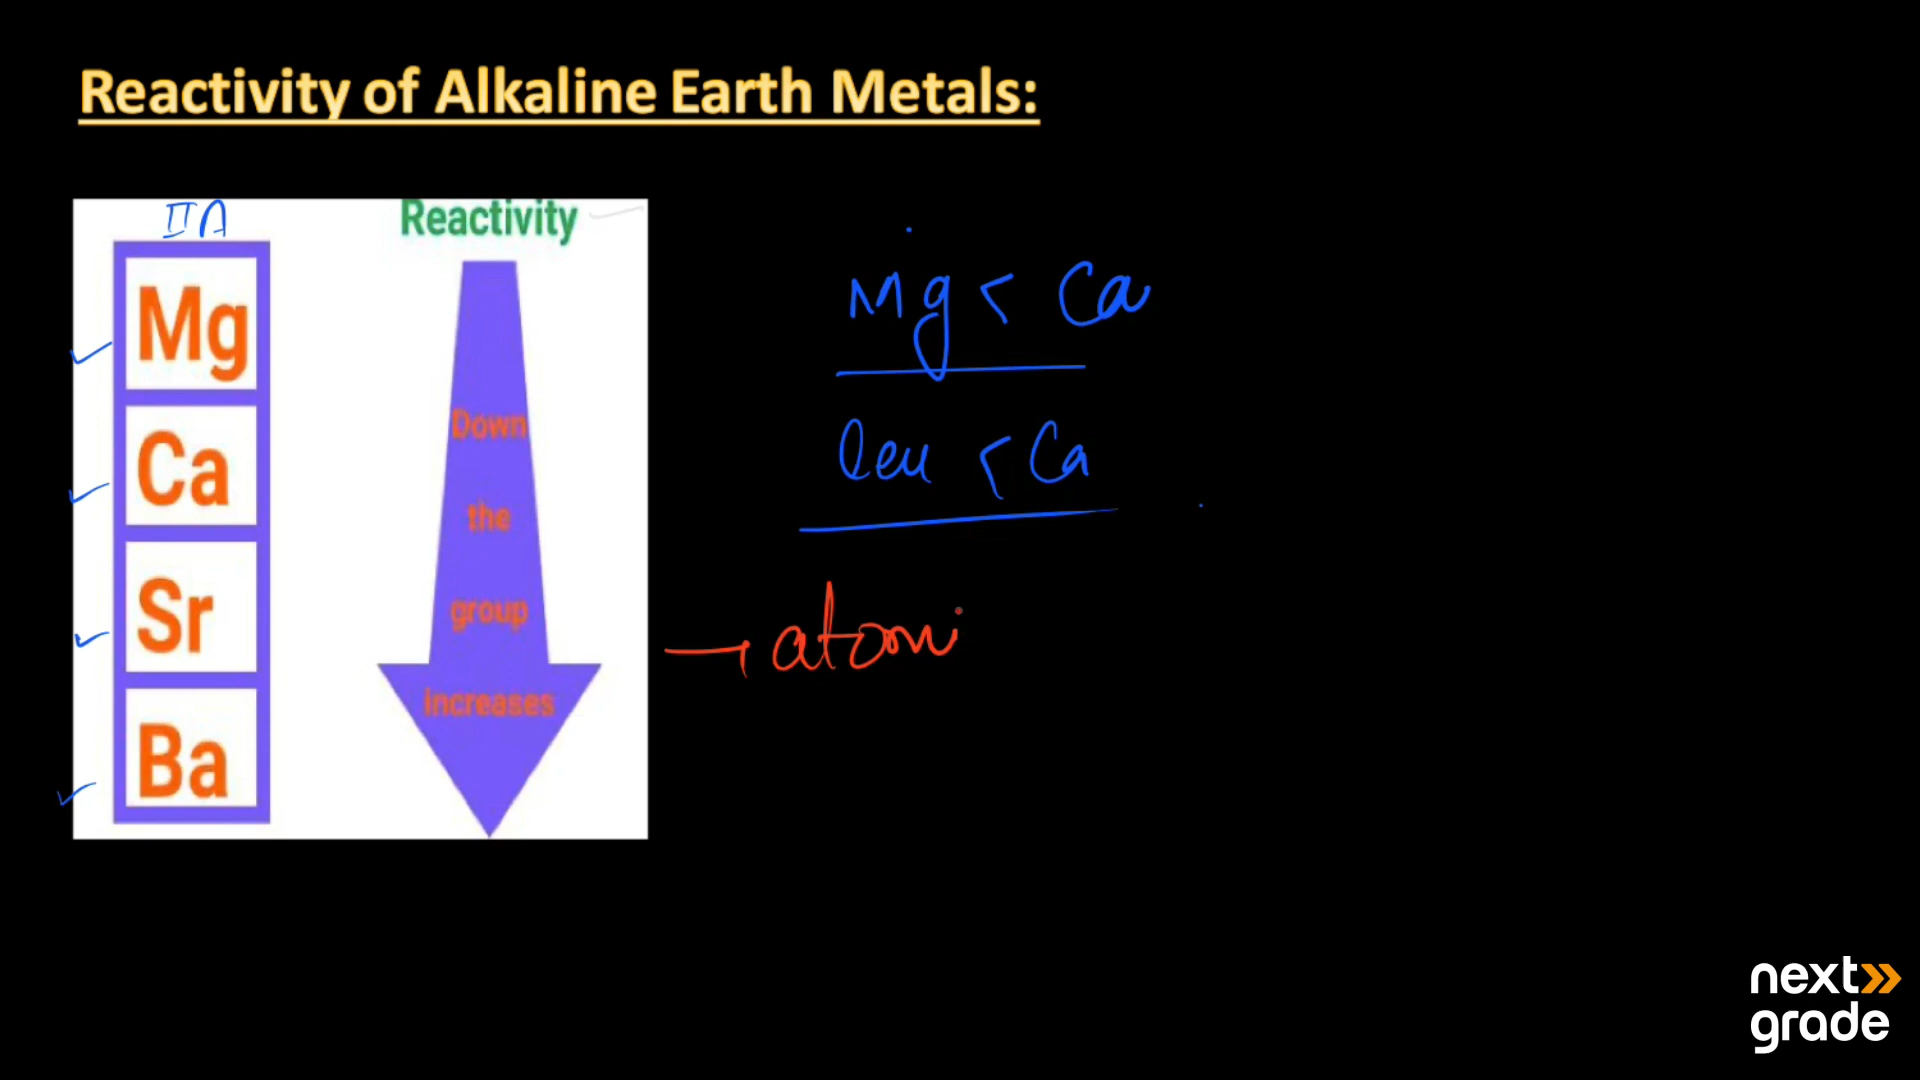 Reactivity of Alkaline Earth Metals:
IIA
Mg
Ca
Sr
Ba
Reactivity
Down
the
group
increases
Mg < Ca
< Ca
→ atomi
next
grade